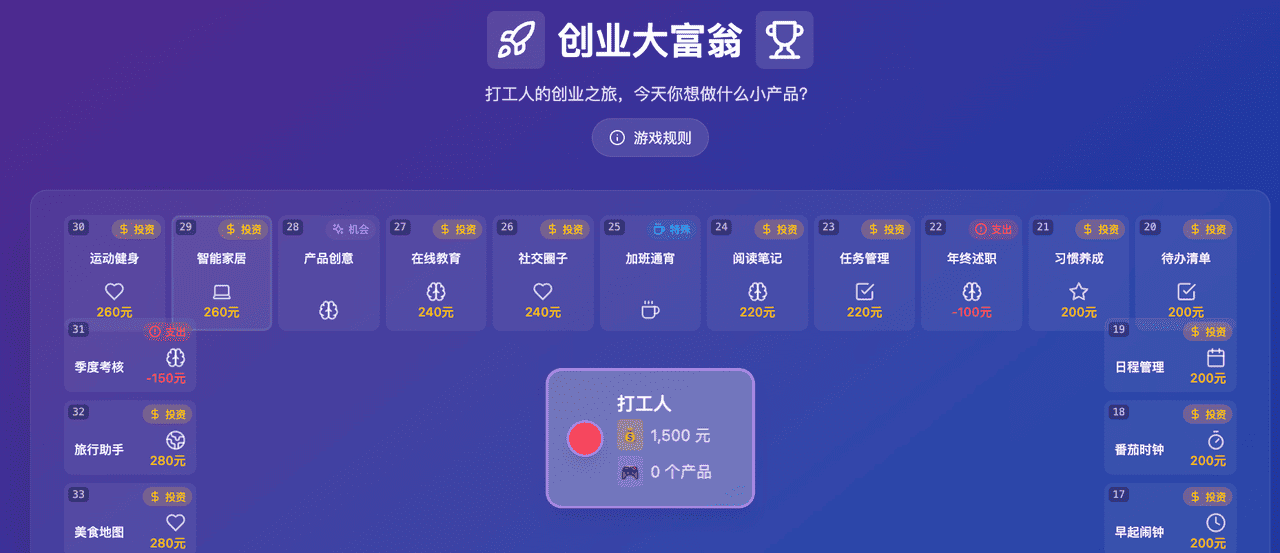 创业大富翁
打工人的创业之旅，今天你想做什么小产品？
游戏规则
30 投资
运动健身
260元
29 投资
智能家居
260元
28 机会
产品创意
27 投资
在线教育
240元
26 投资
社交圈子
240元
25 特殊
加班通宵
24 投资
阅读笔记
220元
23 投资
任务管理
220元
22 支出
年终述职
-100元
21 投资
习惯养成
200元
20 投资
待办清单
200元
31 支出
季度考核
-150元
32 投资
旅行助手
280元
33 投资
美食地图
280元
打工人
1,500 元
0 个产品
19 投资
日程管理
200元
18 投资
番茄时钟
200元
17 投资
早起闹钟
200元